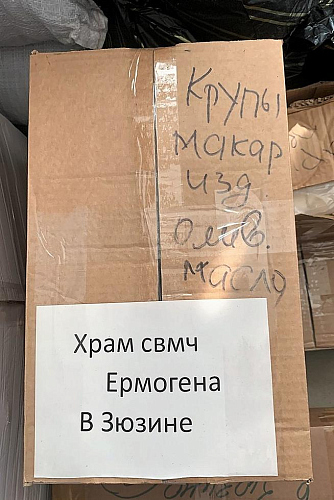 Крупы
макар
изд.
олив.
масло
Храм свмч
Ермогена
В Зюзине